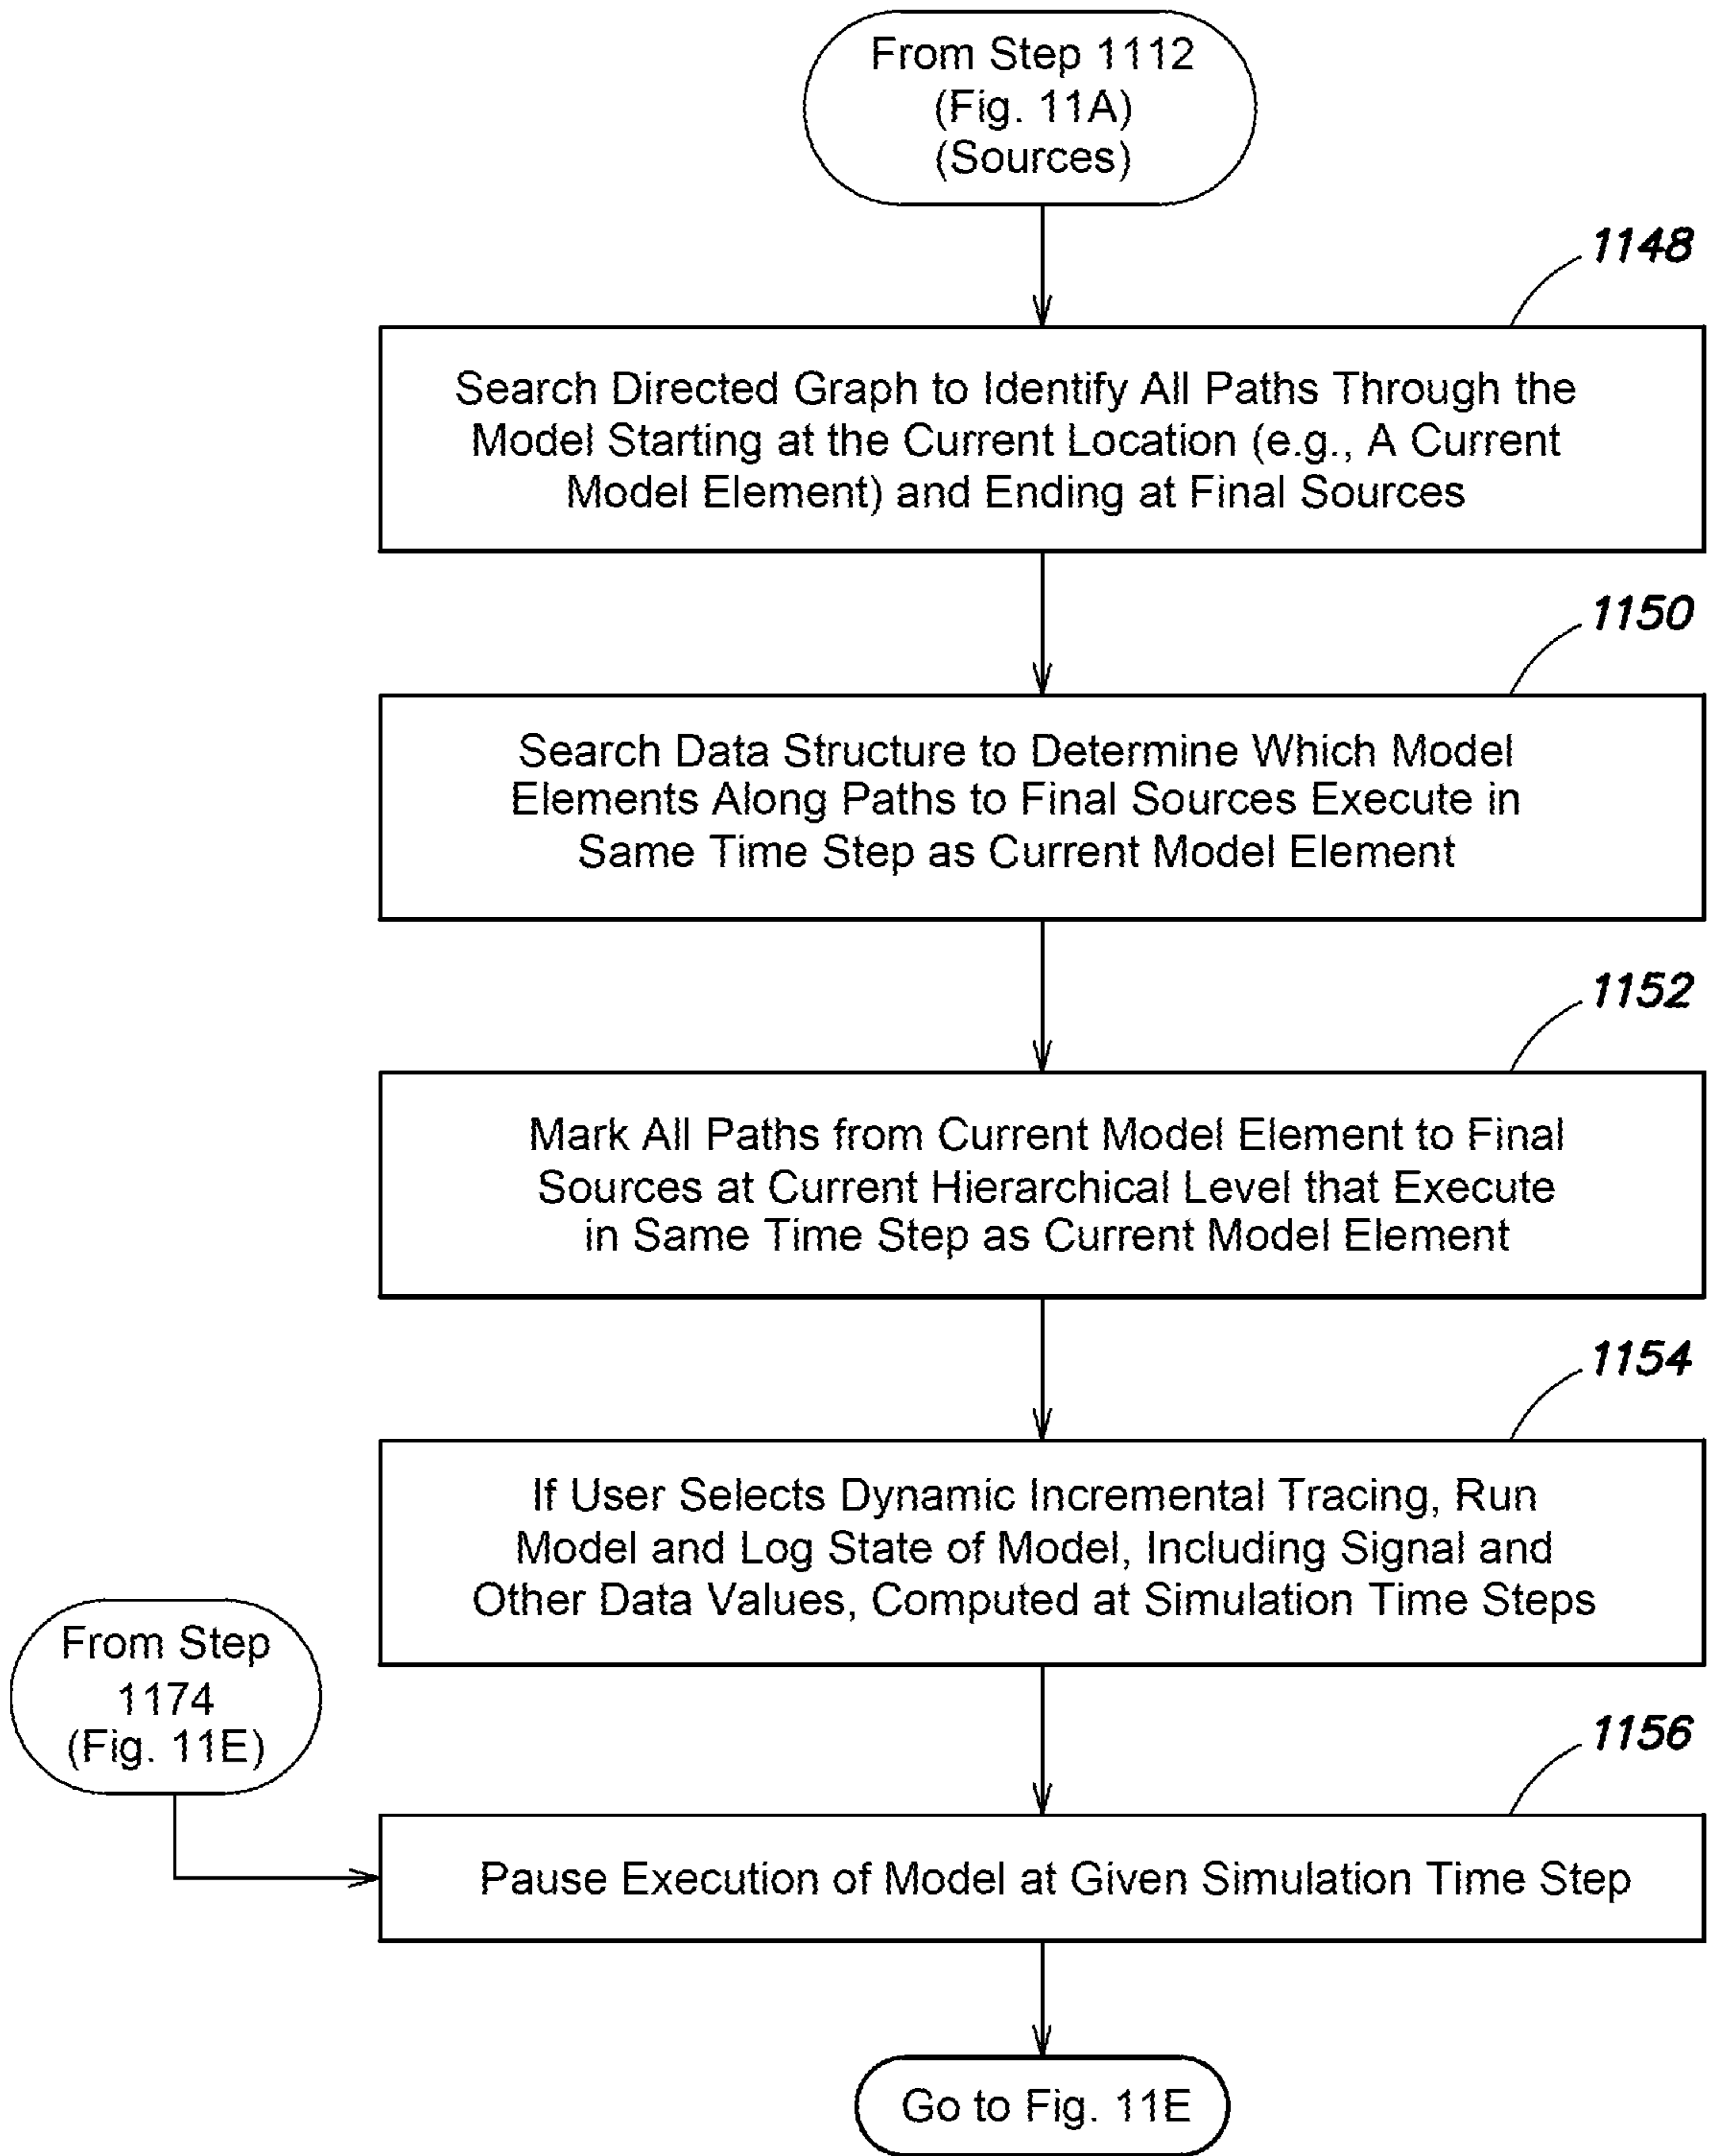 From Step 1112
(Fig. 11A)
(Sources)
1148
Search Directed Graph to Identify All Paths Through the
Model Starting at the Current Location (e.g., A Current
Model Element) and Ending at Final Sources
1150
Search Data Structure to Determine Which Model
Elements Along Paths to Final Sources Execute in
Same Time Step as Current Model Element
1152
Mark All Paths from Current Model Element to Final
Sources at Current Hierarchical Level that Execute
in Same Time Step as Current Model Element
1154
If User Selects Dynamic Incremental Tracing, Run
Model and Log State of Model, Including Signal and
Other Data Values, Computed at Simulation Time Steps
From Step
1174
(Fig. 11E)
1156
Pause Execution of Model at Given Simulation Time Step
Go to Fig. 11E